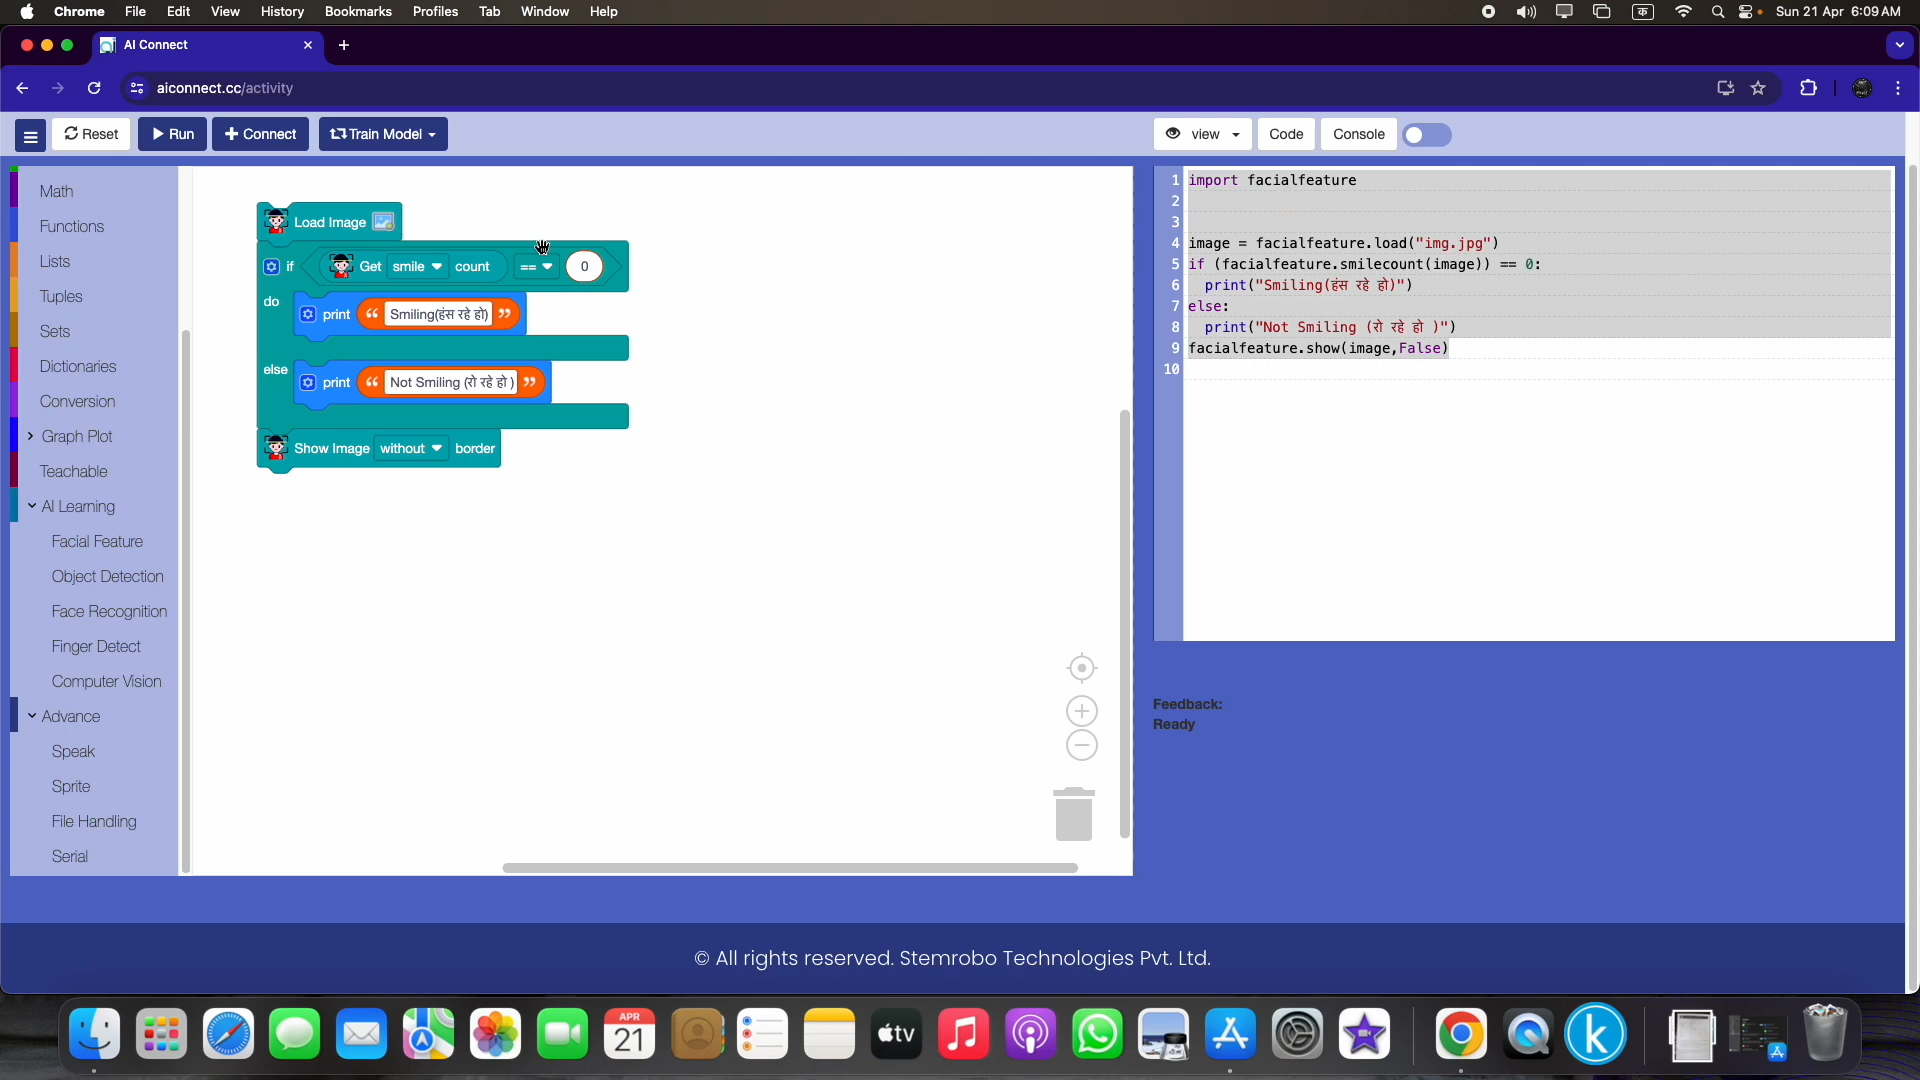 Chrome File Edit View History Bookmarks Profiles Tab Window Help
क Sun 21 Apr 6:09 AM
AI Connect
aiconnect.cc/activity
Reset Run Connect Train Model view Code Console
Math
Functions
Lists
Tuples
Sets
Dictionaries
Conversion
Graph Plot
Teachable
AI Learning
Facial Feature
Object Detection
Face Recognition
Finger Detect
Computer Vision
Advance
Speak
Sprite
File Handling
Serial
Load Image
if Get smile count == 0
do print “ Smiling(हंस रहे हो) ”
else print “ Not Smiling (रो रहे हो ) ”
Show Image without border
1 import facialfeature
2
3
4 image = facialfeature.load("img.jpg")
5 if (facialfeature.smilecount(image)) == 0:
6 print("Smiling(हंस रहे हो)")
7 else:
8 print("Not Smiling (रो रहे हो )")
9 facialfeature.show(image,False)
10
Feedback:
Ready
© All rights reserved. Stemrobo Technologies Pvt. Ltd.
APR
21
tv
k